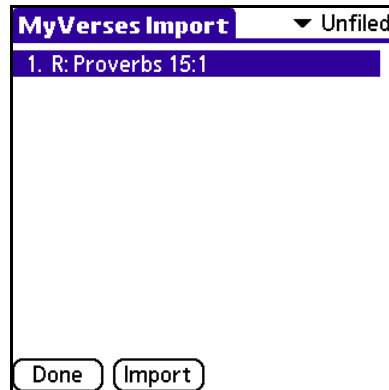 MyVerses Import Unfiled
1. R: Proverbs 15:1
Done Import